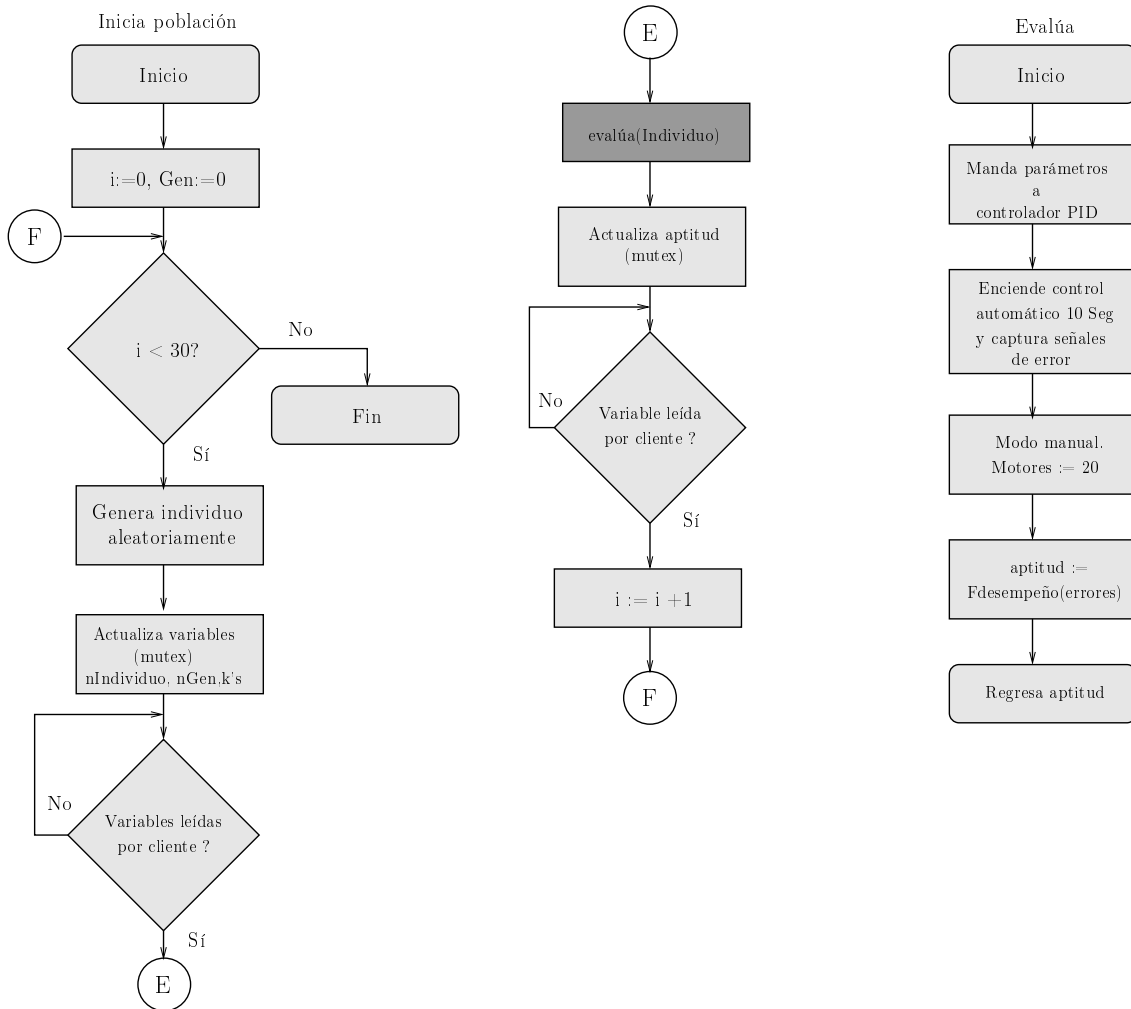 Inicia población
Inicio
i:=0, Gen:=0
F
i < 30?
No
Fin
Sí
Genera individuo
aleatoriamente
Actualiza variables
(mutex)
nIndividuo, nGen,k's
No
Variables leídas
por cliente ?
Sí
E
E
evalúa(Individuo)
Actualiza aptitud
(mutex)
No
Variable leída
por cliente ?
Sí
i := i +1
F
Evalúa
Inicio
Manda parámetros
a
controlador PID
Enciende control
automático 10 Seg
y captura señales
de error
Modo manual.
Motores := 20
aptitud :=
Fdesempeño(errores)
Regresa aptitud